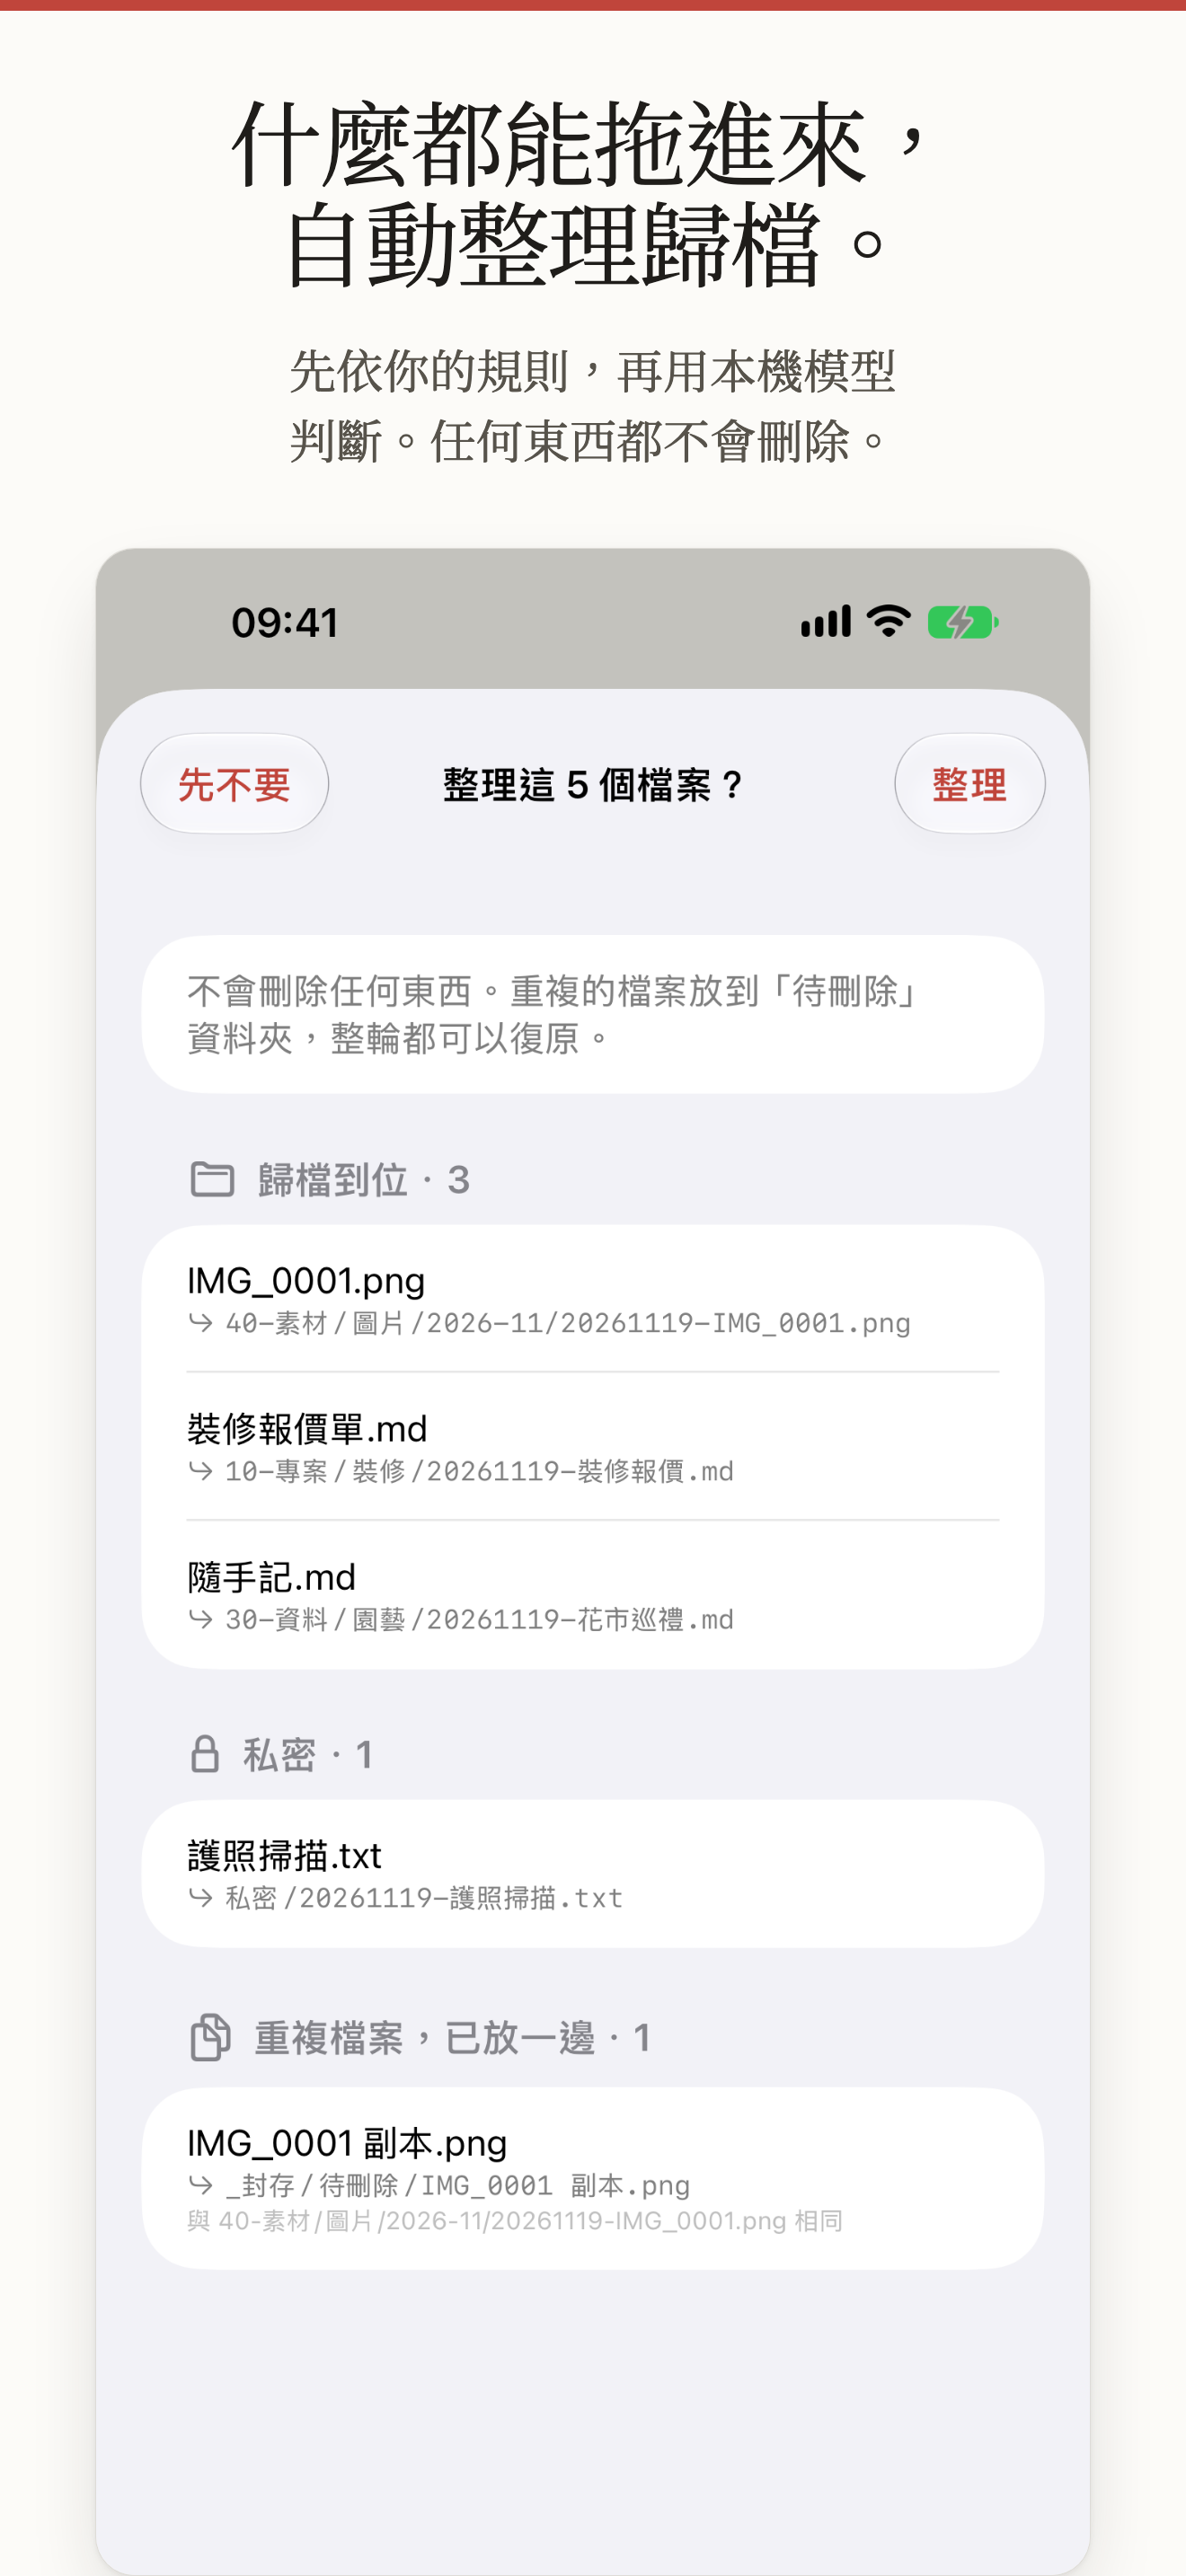 什麼都能拖進來，
自動整理歸檔。
先依你的規則，再用本機模型
判斷。任何東西都不會刪除。
09:41
先不要
整理這 5 個檔案？
整理
不會刪除任何東西。重複的檔案放到「待刪除」
資料夾，整輪都可以復原。
歸檔到位 · 3
IMG_0001.png
↪ 40-素材/圖片/2026-11/20261119-IMG_0001.png
裝修報價單.md
↪ 10-專案/裝修/20261119-裝修報價.md
隨手記.md
↪ 30-資料/園藝/20261119-花市巡禮.md
私密 · 1
護照掃描.txt
↪ 私密/20261119-護照掃描.txt
重複檔案，已放一邊 · 1
IMG_0001 副本.png
↪ _封存/待刪除/IMG_0001 副本.png
與 40-素材/圖片/2026-11/20261119-IMG_0001.png 相同